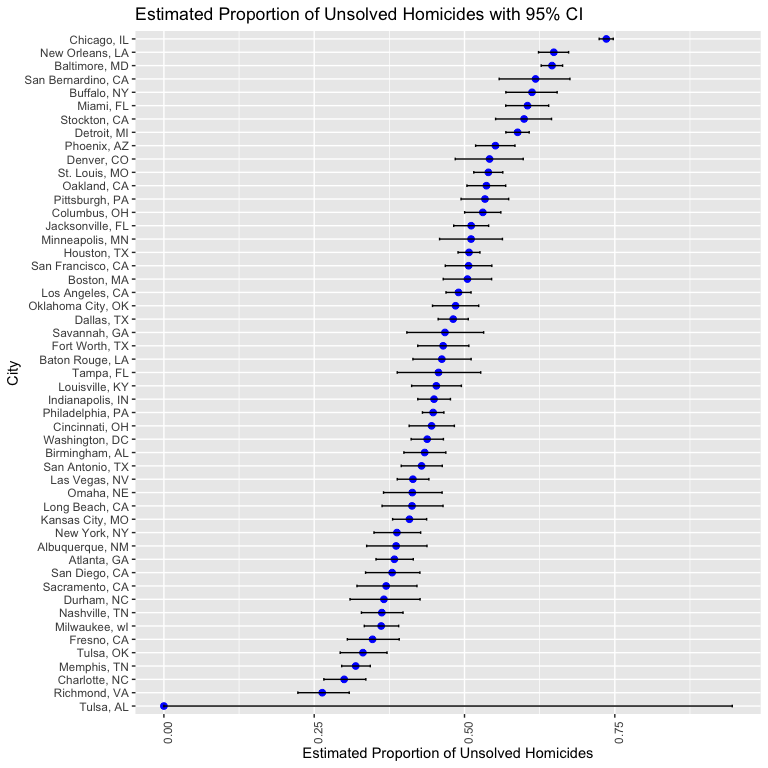 Estimated Proportion of Unsolved Homicides with 95% CI
City
Chicago, IL
New Orleans, LA
Baltimore, MD
San Bernardino, CA
Buffalo, NY
Miami, FL
Stockton, CA
Detroit, MI
Phoenix, AZ
Denver, CO
St. Louis, MO
Oakland, CA
Pittsburgh, PA
Columbus, OH
Jacksonville, FL
Minneapolis, MN
Houston, TX
San Francisco, CA
Boston, MA
Los Angeles, CA
Oklahoma City, OK
Dallas, TX
Savannah, GA
Fort Worth, TX
Baton Rouge, LA
Tampa, FL
Louisville, KY
Indianapolis, IN
Philadelphia, PA
Cincinnati, OH
Washington, DC
Birmingham, AL
San Antonio, TX
Las Vegas, NV
Omaha, NE
Long Beach, CA
Kansas City, MO
New York, NY
Albuquerque, NM
Atlanta, GA
San Diego, CA
Sacramento, CA
Durham, NC
Nashville, TN
Milwaukee, wI
Fresno, CA
Tulsa, OK
Memphis, TN
Charlotte, NC
Richmond, VA
Tulsa, AL
0.00
0.25
0.50
0.75
Estimated Proportion of Unsolved Homicides